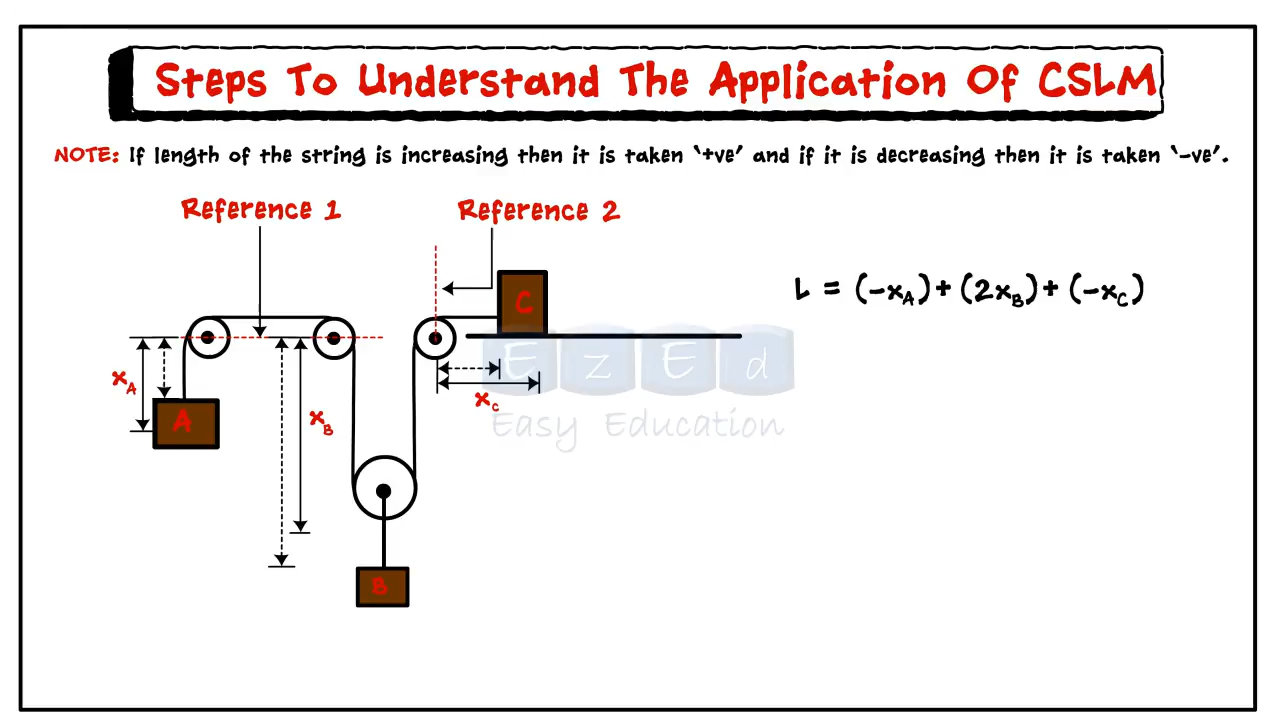 Steps To Understand The Application Of CSLM
NOTE: If length of the string is increasing then it is taken '+ve' and if it is decreasing then it is taken '-ve'.
Reference 1
Reference 2
L = (-xA) + (2xB) + (-xC)
C
xA
A
xB
xC
EzEd
Easy Education
B